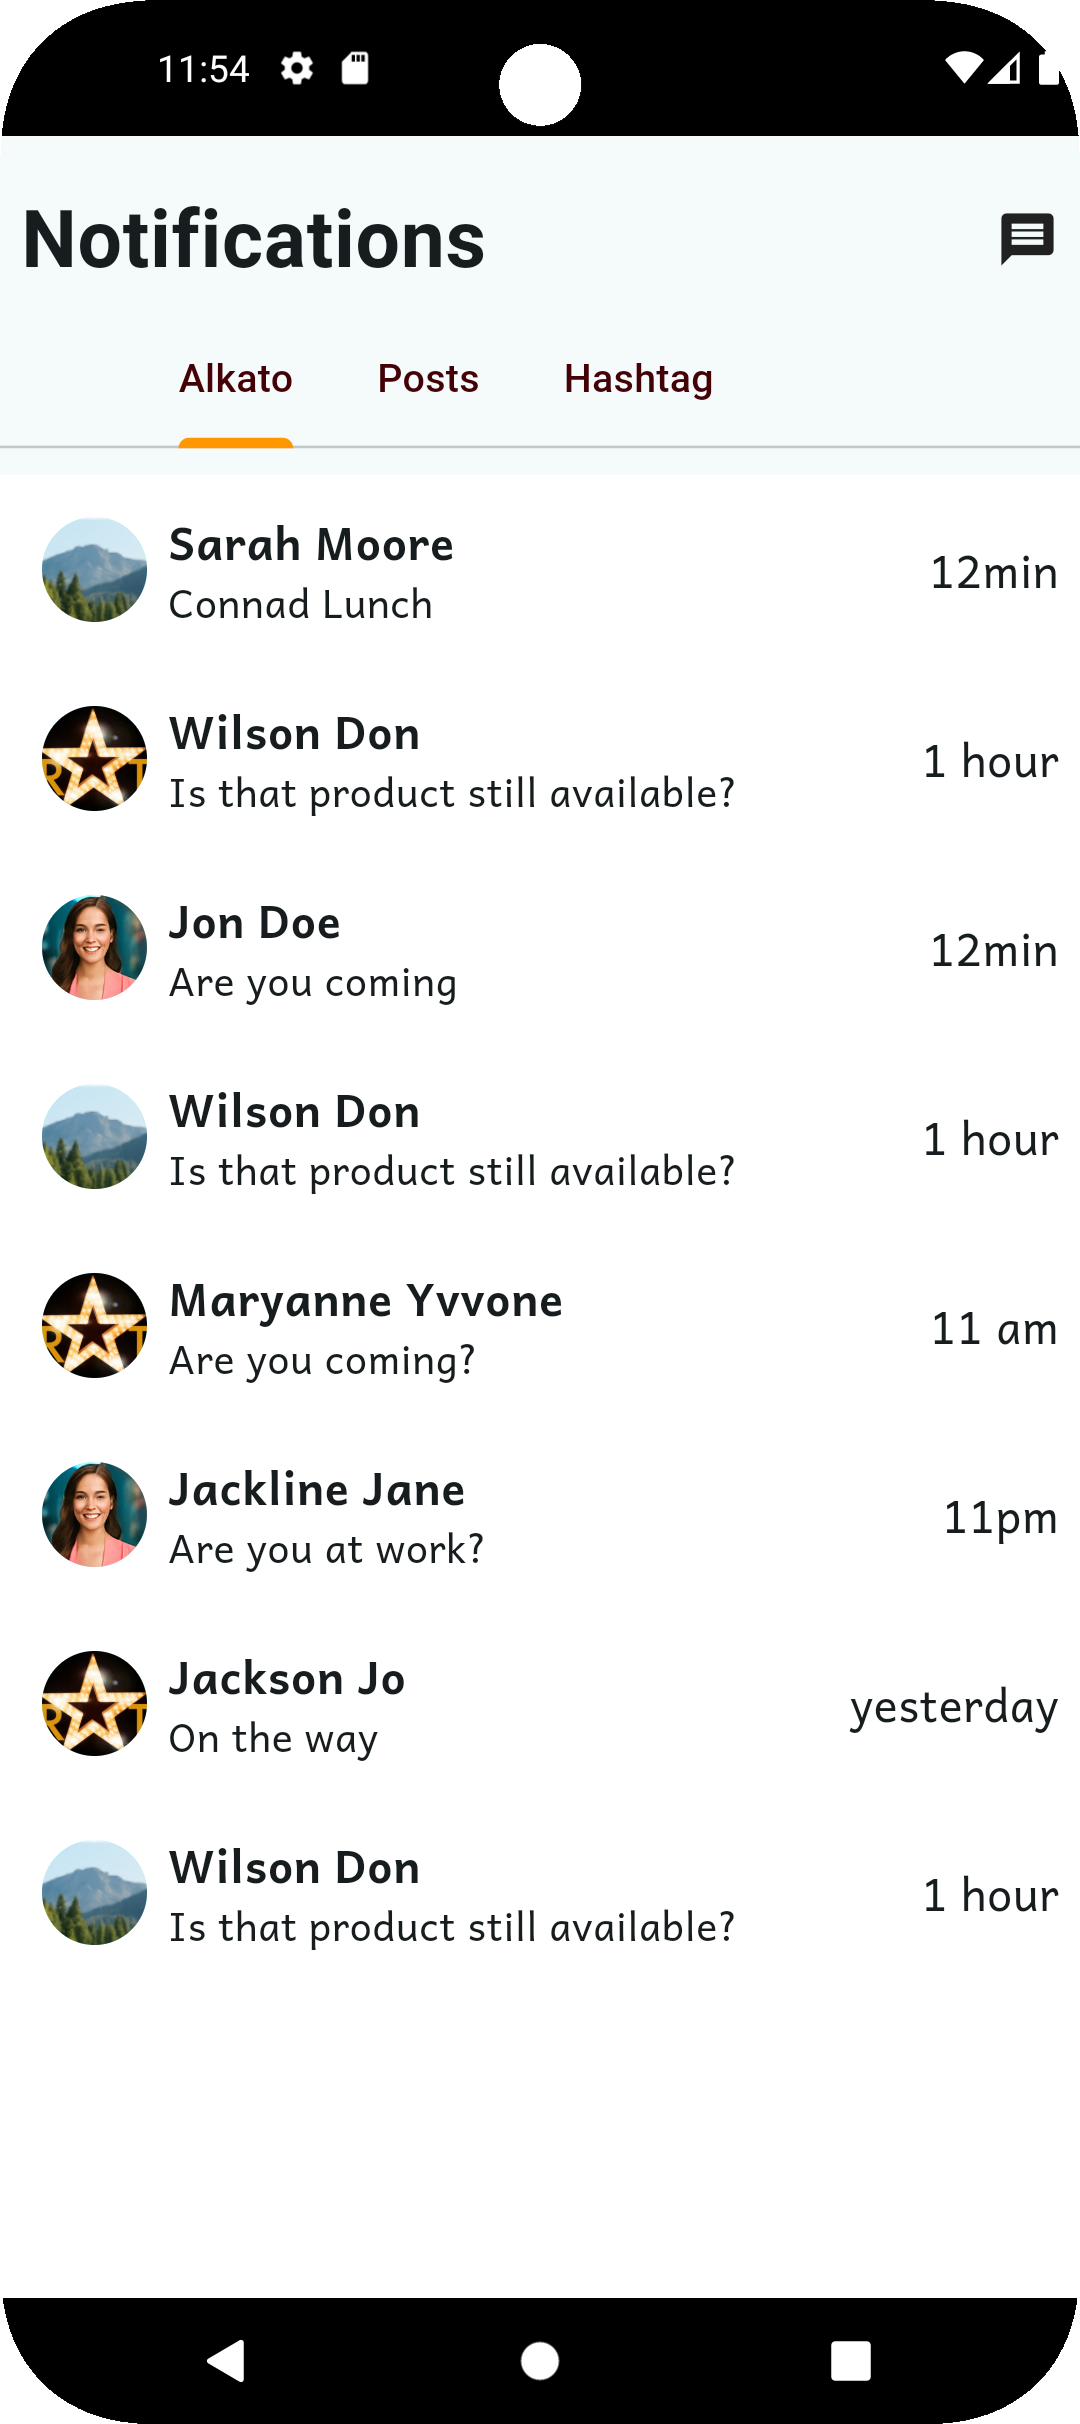 11:54
Notifications
Alkato Posts Hashtag
Sarah Moore
Connad Lunch
12min
Wilson Don
Is that product still available?
1 hour
Jon Doe
Are you coming
12min
Wilson Don
Is that product still available?
1 hour
Maryanne Yvvone
Are you coming?
11 am
Jackline Jane
Are you at work?
11pm
Jackson Jo
On the way
yesterday
Wilson Don
Is that product still available?
1 hour